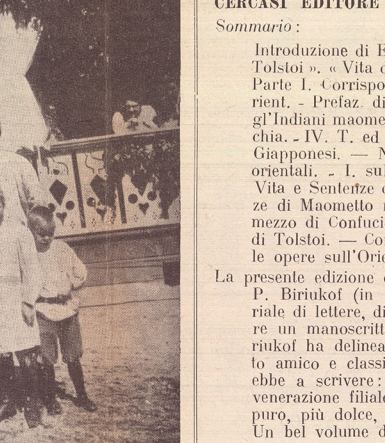 CERCASI EDITORE
Sommario :
Introduzione di
Tolstoi ». « Vita
Parte I. Corrispo
rient. - Prefaz. di
gl'Indiani maome
chia. - IV. T. ed
Giapponesi. —
orientali. - I. sul
Vita e Sentenze
ze di Maometto
mezzo di Confuci
di Tolstoi. — Co
le opere sull'Orie
La presente edizione
P. Biriukof (in
riale di lettere, di
re un manoscritt
riukof ha delinea
to amico e classi
ebbe a scrivere:
venerazione filiale
puro, più dolce,
Un bel volume d